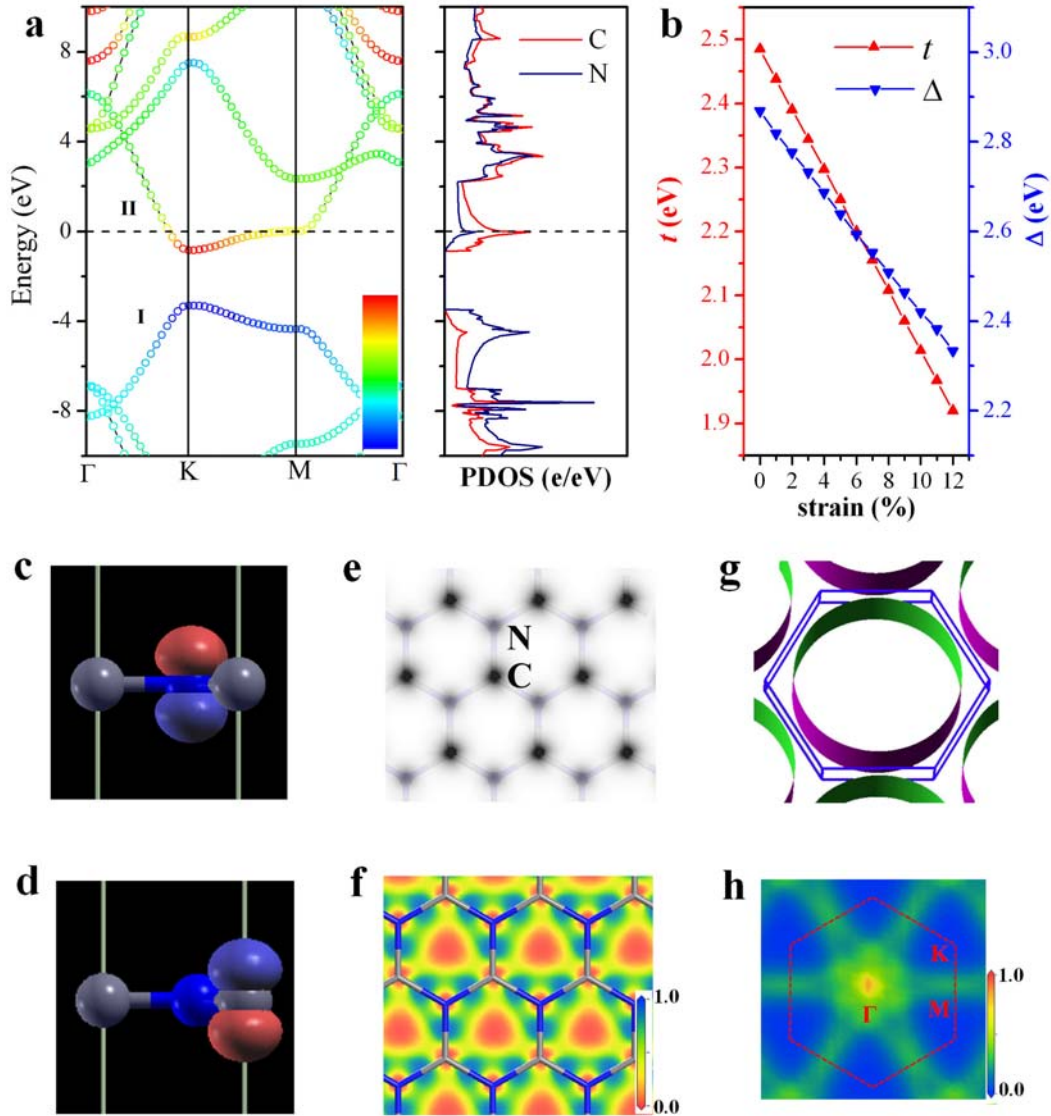 a
Energy (eV)
8
4
0
-4
-8
II
I
Γ
K
M
Γ
C
N
PDOS (e/eV)
b
t (eV)
2.5
2.4
2.3
2.2
2.1
2.0
1.9
t
Δ
3.0
2.8
2.6
2.4
2.2
Δ (eV)
0 2 4 6 8 10 12
strain (%)
c
e
N
C
g
d
f
1.0
0.0
h
K
Γ
M
1.0
0.0